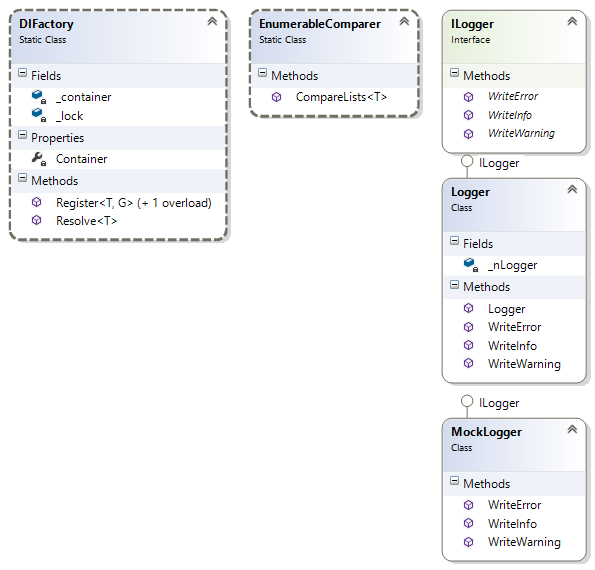 DIFactory
Static Class
Fields
_container
_lock
Properties
Container
Methods
Register<T, G> (+ 1 overload)
Resolve<T>
EnumerableComparer
Static Class
Methods
CompareLists<T>
ILogger
Interface
Methods
WriteError
WriteInfo
WriteWarning
ILogger
Logger
Class
Fields
_nLogger
Methods
Logger
WriteError
WriteInfo
WriteWarning
ILogger
MockLogger
Class
Methods
WriteError
WriteInfo
WriteWarning